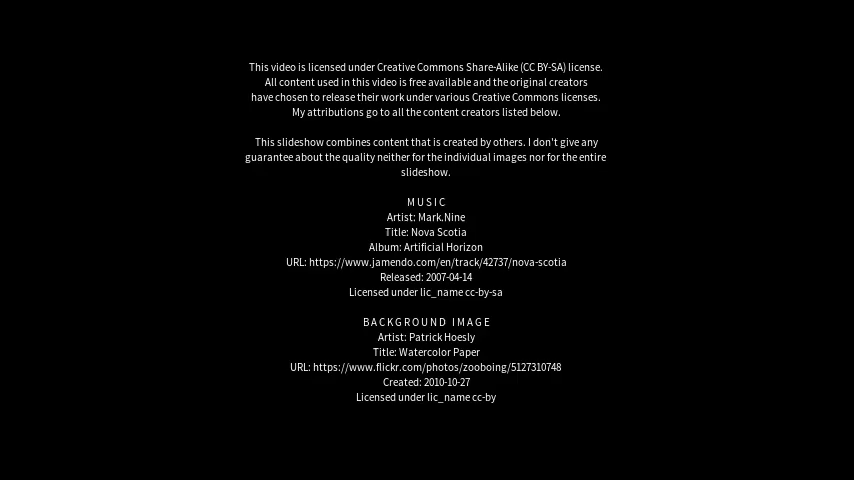 This video is licensed under Creative Commons Share-Alike (CC BY-SA) license.
All content used in this video is free available and the original creators
have chosen to release their work under various Creative Commons licenses.
My attributions go to all the content creators listed below.
This slideshow combines content that is created by others. I don't give any
guarantee about the quality neither for the individual images nor for the entire
slideshow.
MUSIC
Artist: Mark.Nine
Title: Nova Scotia
Album: Artificial Horizon
URL: https://www.jamendo.com/en/track/42737/nova-scotia
Released: 2007-04-14
Licensed under lic_name cc-by-sa
BACKGROUND IMAGE
Artist: Patrick Hoesly
Title: Watercolor Paper
URL: https://www.flickr.com/photos/zooboing/5127310748
Created: 2010-10-27
Licensed under lic_name cc-by